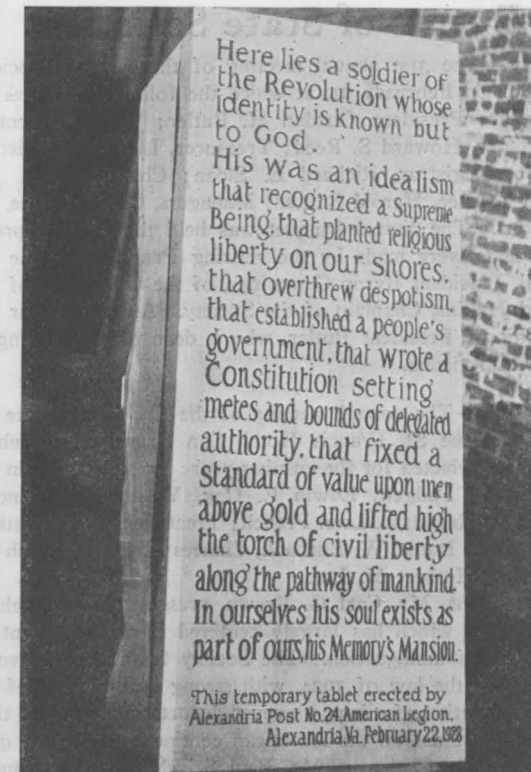 Here lies a soldier of
the Revolution whose
identity is known but
to God.
His was an idealism
that recognized a Supreme
Being, that planted religious
liberty on our shores,
that overthrew despotism,
that established a people's
government, that wrote a
Constitution setting
metes and bounds of delegated
authority, that fixed a
standard of value upon men
above gold and lifted high
the torch of civil liberty
along the pathway of mankind.
In ourselves his soul exists as
part of ours, his Memory's Mansion.
This temporary tablet erected by
Alexandria Post No. 24. American Legion.
Alexandria, Va. February 22, 1928